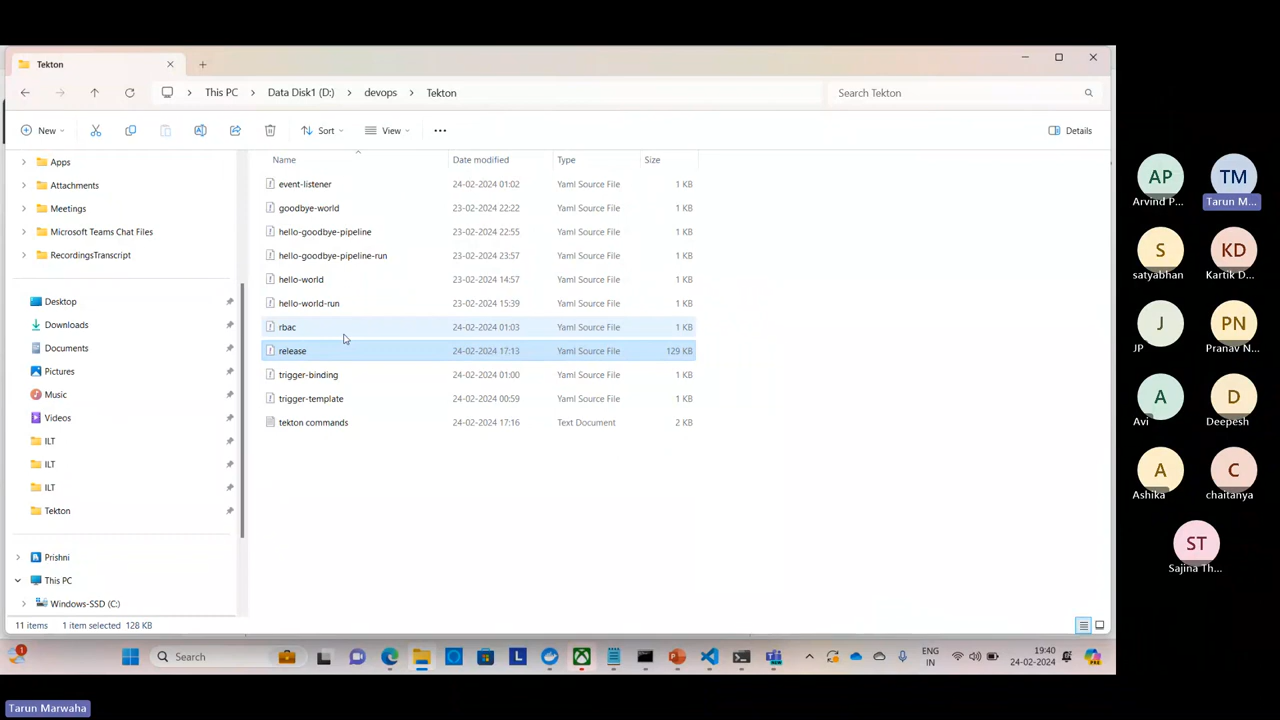 Tekton
This PC
Data Disk1 (D:)
devops
Tekton
Search Tekton
New
Sort
View
Details
Apps
Attachments
Meetings
Microsoft Teams Chat Files
RecordingsTranscript
Desktop
Downloads
Documents
Pictures
Music
Videos
ILT
ILT
ILT
Tekton
Prishni
This PC
Windows-SSD (C:)
Name Date modified Type Size
event-listener 24-02-2024 01:02 Yaml Source File 1 KB
goodbye-world 23-02-2024 22:22 Yaml Source File 1 KB
hello-goodbye-pipeline 23-02-2024 22:55 Yaml Source File 1 KB
hello-goodbye-pipeline-run 23-02-2024 23:57 Yaml Source File 1 KB
hello-world 23-02-2024 14:57 Yaml Source File 1 KB
hello-world-run 23-02-2024 15:39 Yaml Source File 1 KB
rbac 24-02-2024 01:03 Yaml Source File 1 KB
release 24-02-2024 17:13 Yaml Source File 129 KB
trigger-binding 24-02-2024 01:00 Yaml Source File 1 KB
trigger-template 24-02-2024 00:59 Yaml Source File 1 KB
tekton commands 24-02-2024 17:16 Text Document 2 KB
11 items 1 item selected 128 KB
1
Search
L
NEW
ENG
IN
19:40
24-02-2024
PRE
AP
Arvind P...
TM
Tarun M...
S
satyabhan
KD
Kartik D...
J
JP
PN
Pranav N...
A
Avi
D
Deepesh
A
Ashika
C
chaitanya
ST
Sajina Th...
Tarun Marwaha